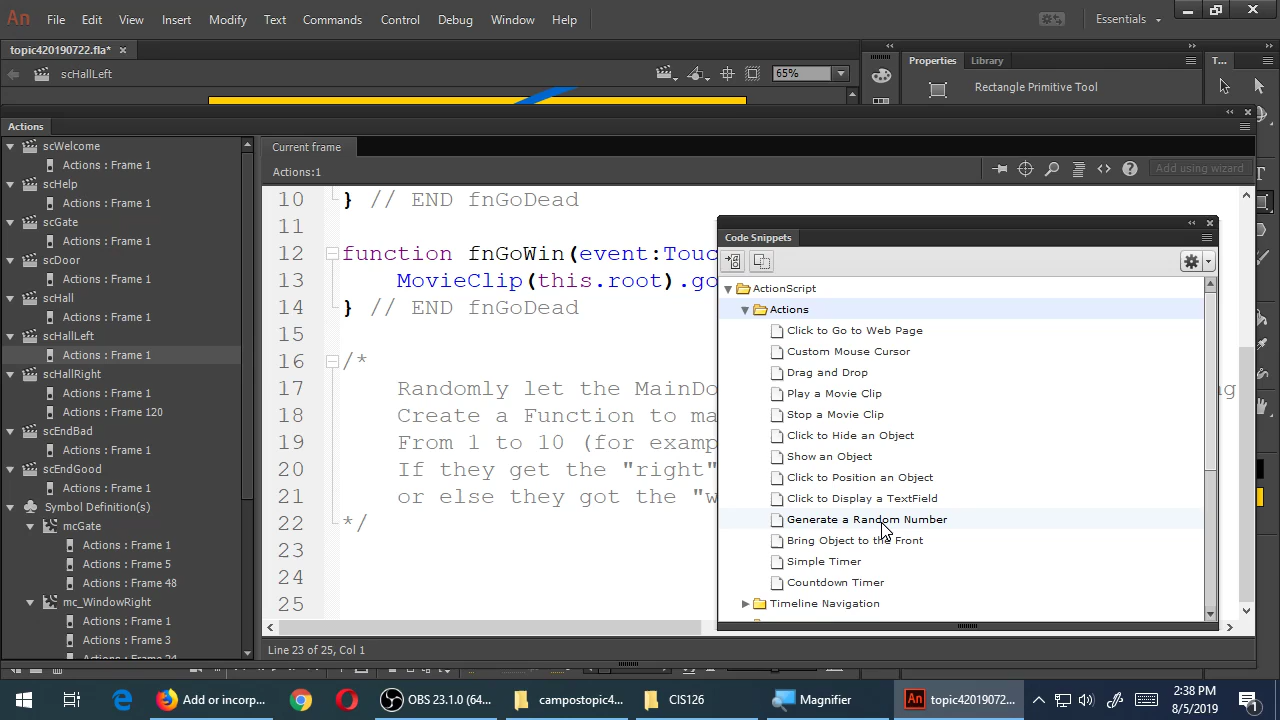 An File Edit View Insert Modify Text Commands Control Debug Window Help Essentials
topic420190722.fla* ×
scHallLeft 65%
Properties Library T...
Rectangle Primitive Tool
Actions
scWelcome
Actions : Frame 1
scHelp
Actions : Frame 1
scGate
Actions : Frame 1
scDoor
Actions : Frame 1
scHall
Actions : Frame 1
scHallLeft
Actions : Frame 1
scHallRight
Actions : Frame 1
Actions : Frame 120
scEndBad
Actions : Frame 1
scEndGood
Actions : Frame 1
Symbol Definition(s)
mcGate
Actions : Frame 1
Actions : Frame 5
Actions : Frame 48
mc_WindowRight
Actions : Frame 1
Actions : Frame 3
Actions : Frame 24
Current frame
Actions:1 Add using wizard
10 } // END fnGoDead
11
12 function fnGoWin(event:Touc
13 MovieClip(this.root).go
14 } // END fnGoDead
15
16 /*
17 Randomly let the MainDo
18 Create a Function to ma
19 From 1 to 10 (for examp
20 If they get the "right"
21 or else they got the "w
22 */
23
24
25
Line 23 of 25, Col 1
Code Snippets
ActionScript
Actions
Click to Go to Web Page
Custom Mouse Cursor
Drag and Drop
Play a Movie Clip
Stop a Movie Clip
Click to Hide an Object
Show an Object
Click to Position an Object
Click to Display a TextField
Generate a Random Number
Bring Object to the Front
Simple Timer
Countdown Timer
Timeline Navigation
Add or incorp... OBS 23.1.0 (64... campostopic4... CIS126 Magnifier An topic42019072...
2:38 PM
8/5/2019
1